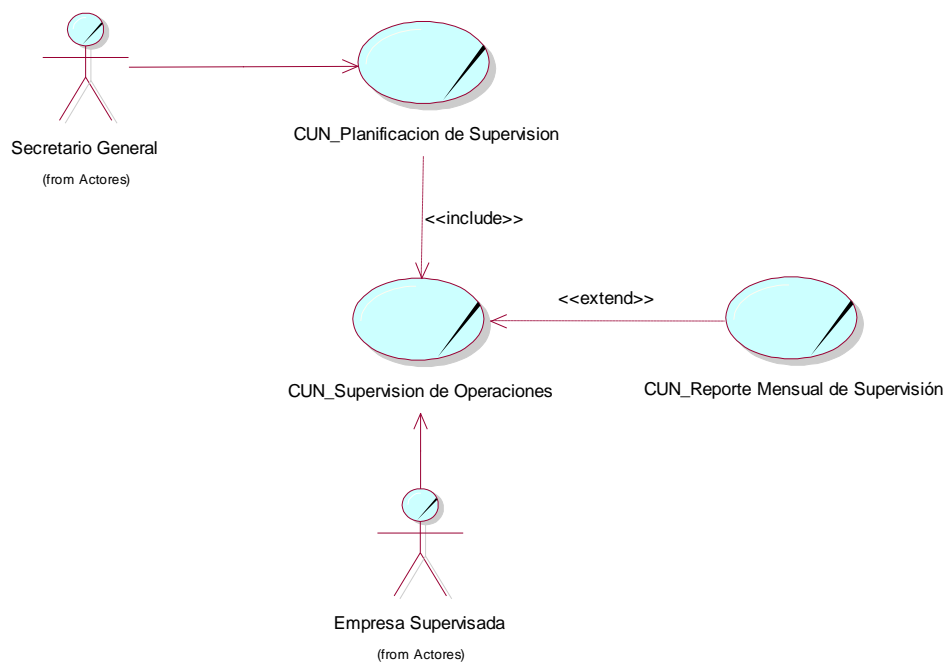 CUN_Planificacion de Supervision
Secretario General
(from Actores)
<<include>>
<<extend>>
CUN_Supervision de Operaciones
CUN_Reporte Mensual de Supervisión
Empresa Supervisada
(from Actores)